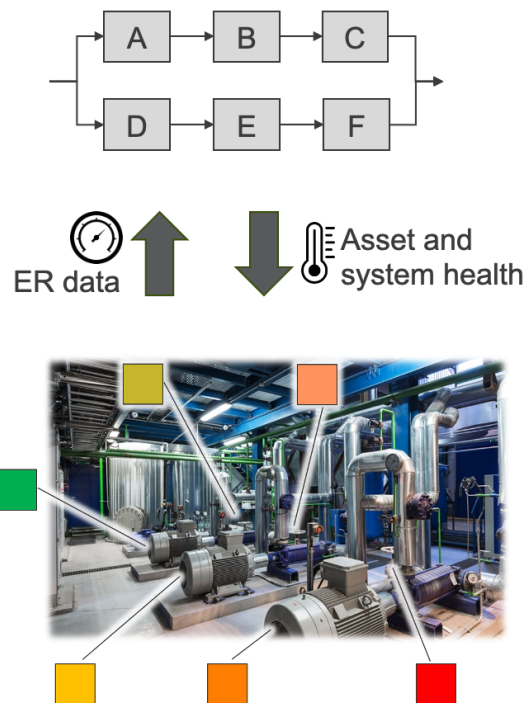 A B C
D E F
ER data
Asset and
system health